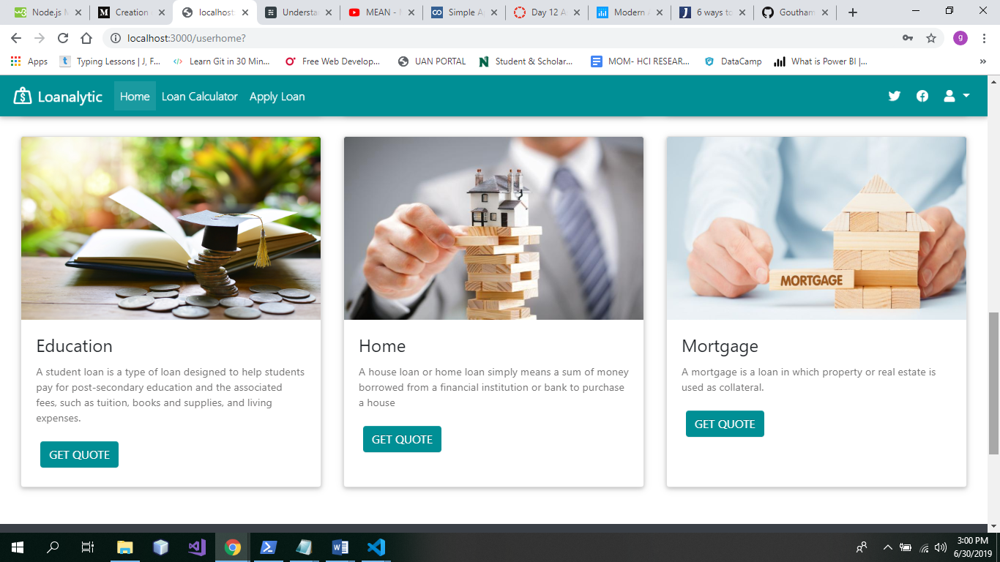 Node.js M
Creation
localhost
Understa
MEAN - M
Simple A
Day 12 A
Modern
6 ways to
Goutham
localhost:3000/userhome?
g
Apps
Typing Lessons | J, F...
Learn Git in 30 Min...
Free Web Develop...
UAN PORTAL
Student & Scholar...
MOM- HCI RESEAR...
DataCamp
What is Power BI |...
Loanalytic
Home
Loan Calculator
Apply Loan
MORTGAGE
Education
A student loan is a type of loan designed to help students
pay for post-secondary education and the associated
fees, such as tuition, books and supplies, and living
expenses.
GET QUOTE
Home
A house loan or home loan simply means a sum of money
borrowed from a financial institution or bank to purchase
a house
GET QUOTE
Mortgage
A mortgage is a loan in which property or real estate is
used as collateral.
GET QUOTE
3:00 PM
6/30/2019